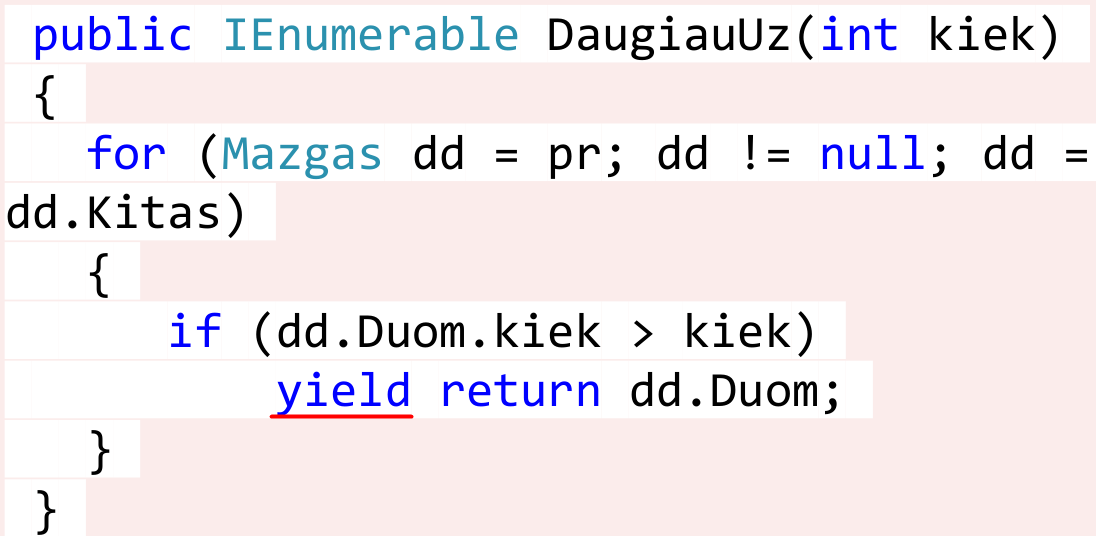 public IEnumerable DaugiauUz(int kiek)
{
for (Mazgas dd = pr; dd != null; dd =
dd.Kitas)
{
if (dd.Duom.kiek > kiek)
yield return dd.Duom;
}
}